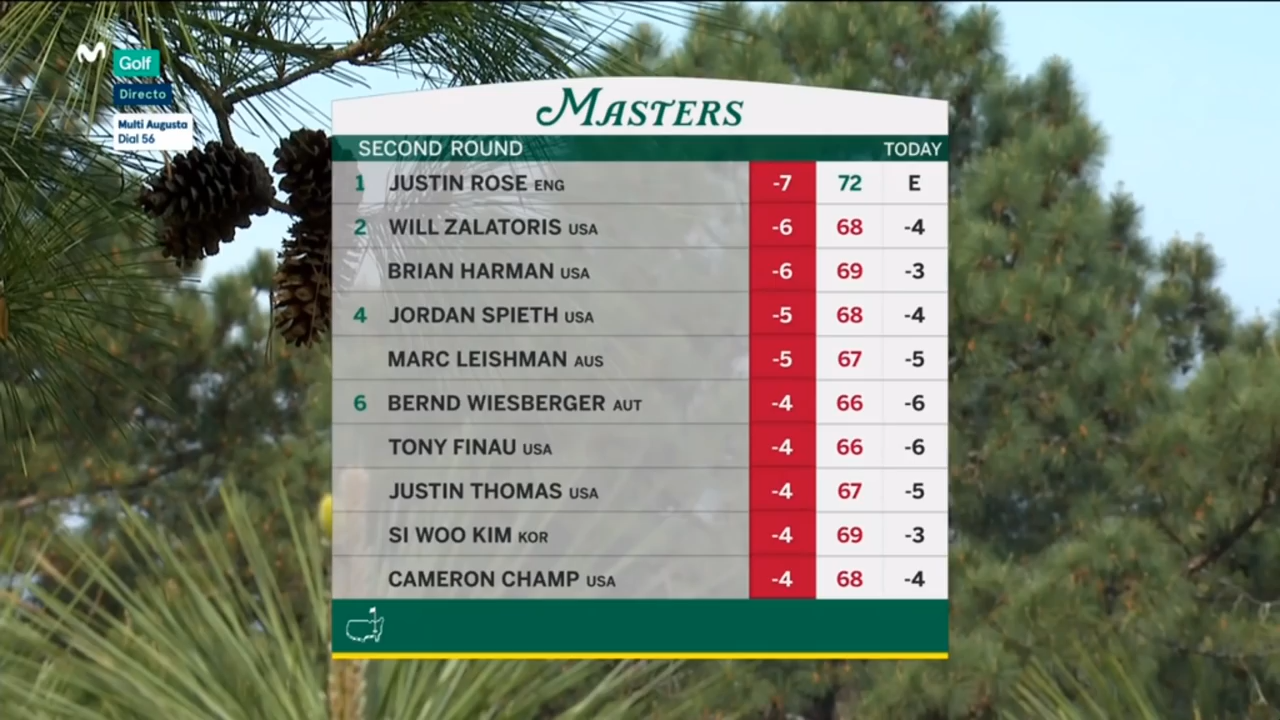 Golf
Directo
Multi Augusta
Dial 56
MASTERS
SECOND ROUND TODAY
1 JUSTIN ROSE ENG -7 72 E
2 WILL ZALATORIS USA -6 68 -4
BRIAN HARMAN USA -6 69 -3
4 JORDAN SPIETH USA -5 68 -4
MARC LEISHMAN AUS -5 67 -5
6 BERND WIESBERGER AUT -4 66 -6
TONY FINAU USA -4 66 -6
JUSTIN THOMAS USA -4 67 -5
SI WOO KIM KOR -4 69 -3
CAMERON CHAMP USA -4 68 -4